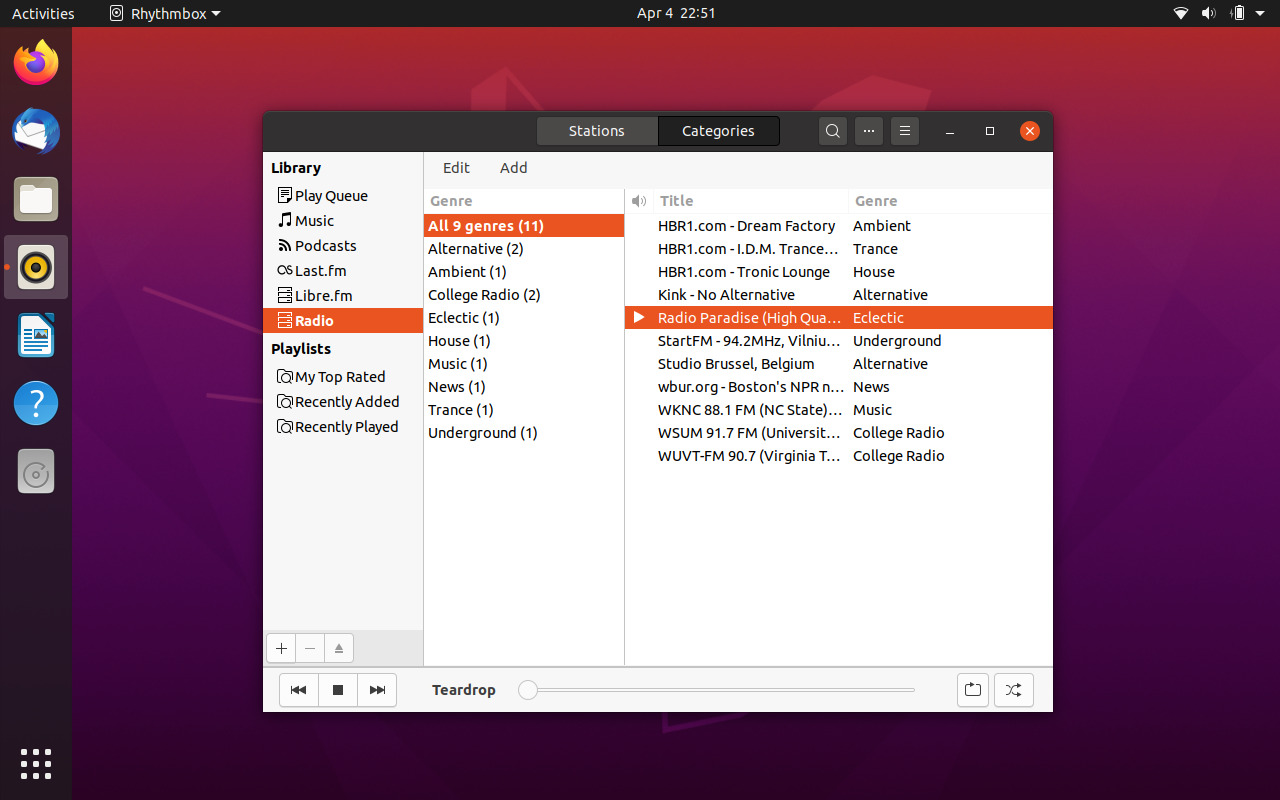 Activities Rhythmbox Apr 4 22:51
Stations Categories
Library
Play Queue
Music
Podcasts
Last.fm
Libre.fm
Radio
Playlists
My Top Rated
Recently Added
Recently Played
Edit Add
Genre
All 9 genres (11)
Alternative (2)
Ambient (1)
College Radio (2)
Eclectic (1)
House (1)
Music (1)
News (1)
Trance (1)
Underground (1)
Title Genre
HBR1.com - Dream Factory Ambient
HBR1.com - I.D.M. Trance… Trance
HBR1.com - Tronic Lounge House
Kink - No Alternative Alternative
Radio Paradise (High Qua… Eclectic
StartFM - 94.2MHz, Vilniu… Underground
Studio Brussel, Belgium Alternative
wbur.org - Boston's NPR n… News
WKNC 88.1 FM (NC State)… Music
WSUM 91.7 FM (Universit… College Radio
WUVT-FM 90.7 (Virginia T… College Radio
Teardrop